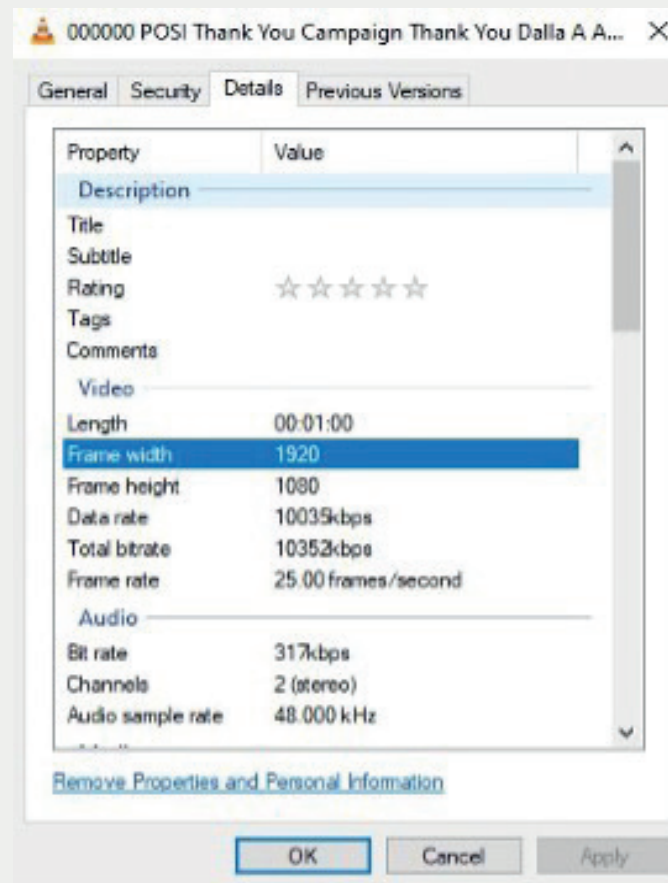 000000 POSI Thank You Campaign Thank You Dalla A A...
General Security Details Previous Versions
Property Value
Description
Title
Subtitle
Rating
Tags
Comments
Video
Length 00:01:00
Frame width 1920
Frame height 1080
Data rate 10035kbps
Total bitrate 10352kbps
Frame rate 25.00 frames/second
Audio
Bit rate 317kbps
Channels 2 (stereo)
Audio sample rate 48.000 kHz
Remove Properties and Personal Information
OK Cancel Apply